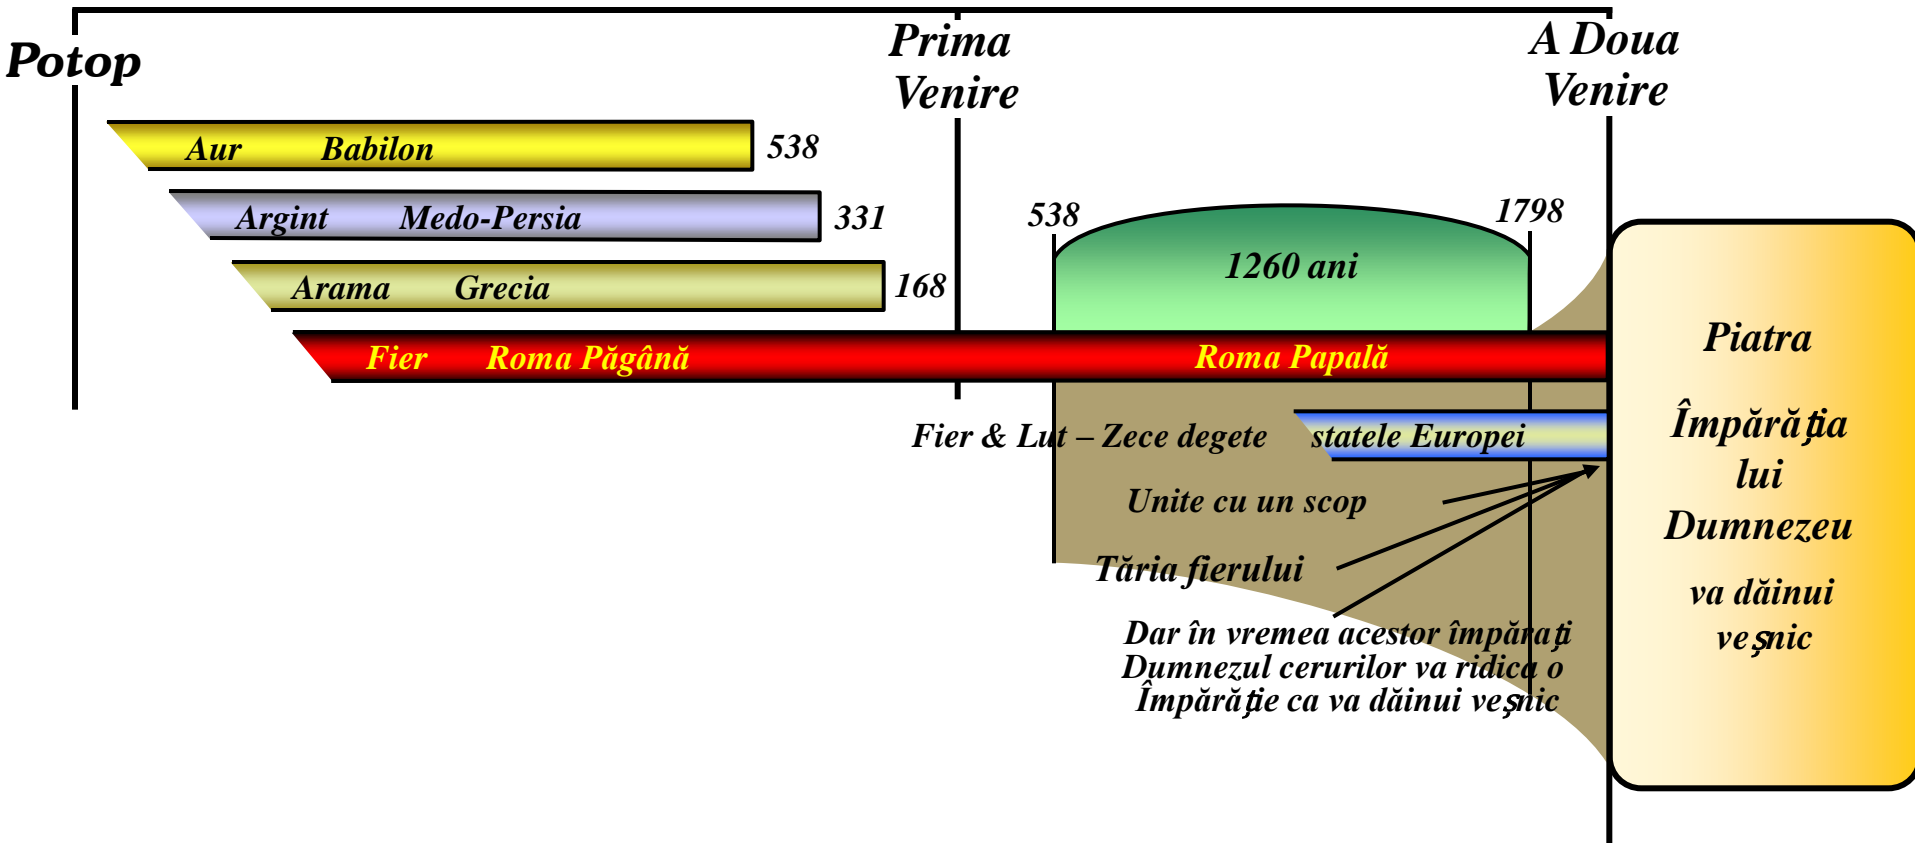 Potop
Prima
Venire
A Doua
Venire
Aur Babilon 538
Argint Medo-Persia 331
Arama Grecia 168
538 1798
1260 ani
Fier Roma Păgână Roma Papală
Fier & Lut – Zece degete statele Europei
Unite cu un scop
Tăria fierului
Dar în vremea acestor împărați
Dumnezul cerurilor va ridica o
Împărăție ca va dăinui veșnic
Piatra
Împărăția
lui
Dumnezeu
va dăinui
veșnic